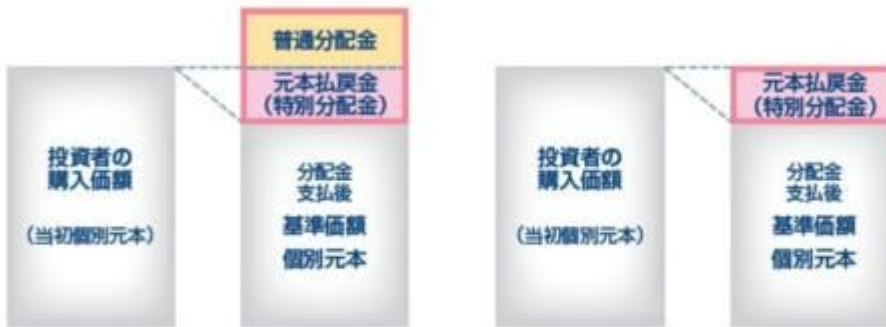 普通分配金
元本払戻金
(特別分配金)
投資者の
購入価額
(当初個別元本)
分配金
支払後
基準価額
個別元本
元本払戻金
(特別分配金)
投資者の
購入価額
(当初個別元本)
分配金
支払後
基準価額
個別元本